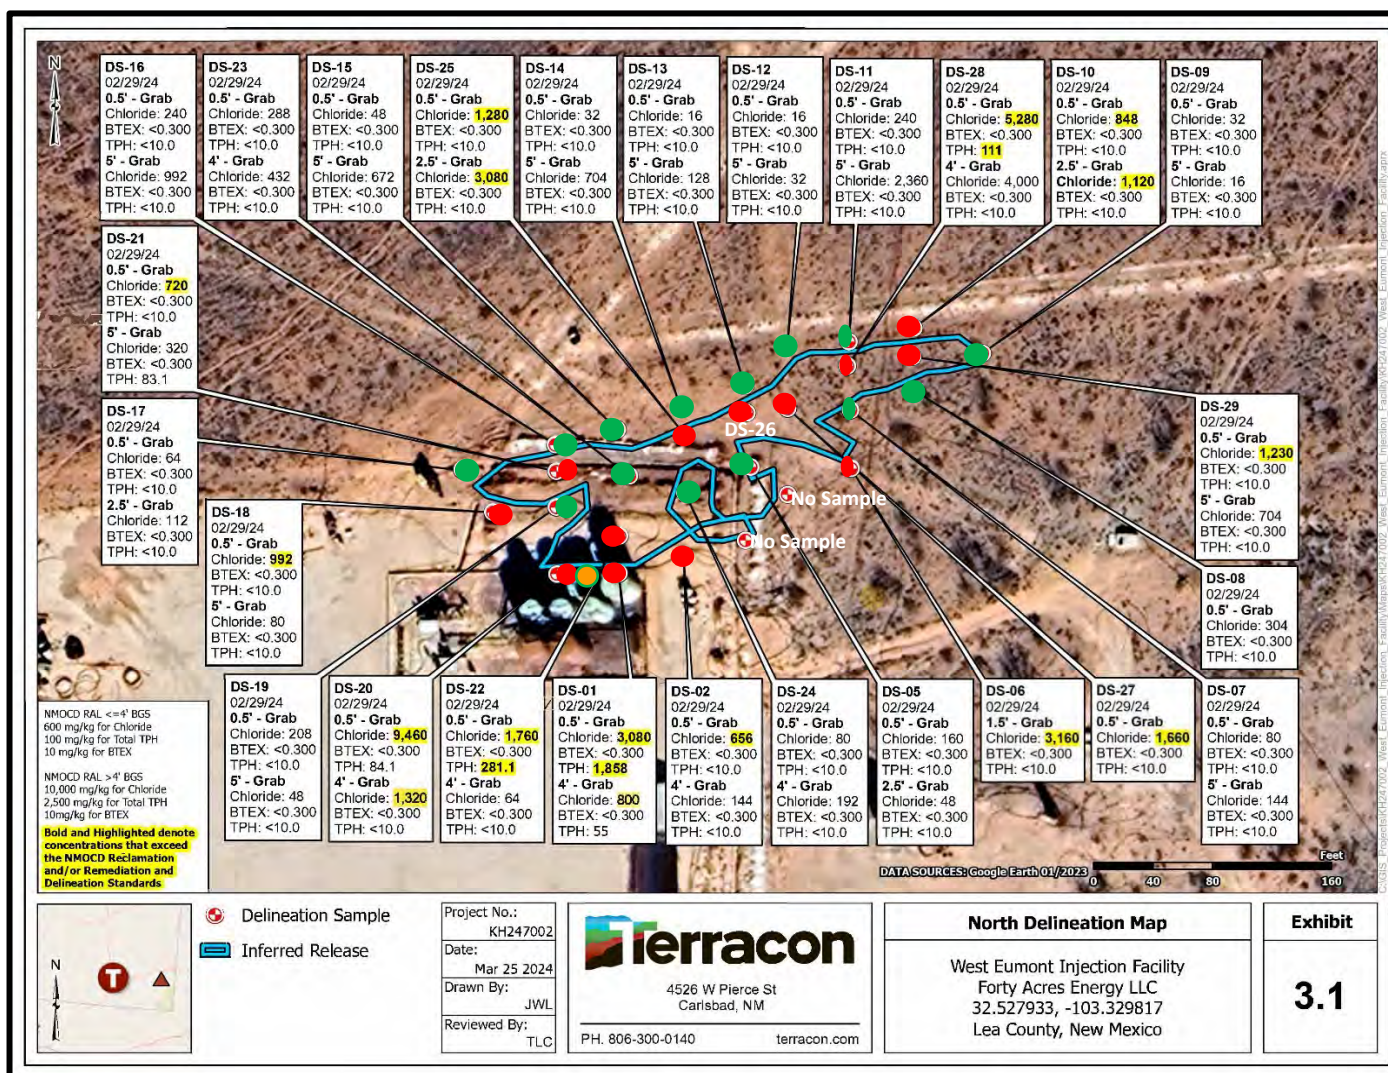 N
DS-16
02/29/24
0.5' - Grab
Chloride: 240
BTEX: <0.300
TPH: <10.0
5' - Grab
Chloride: 992
BTEX: <0.300
TPH: <10.0
DS-23
02/29/24
0.5' - Grab
Chloride: 288
BTEX: <0.300
TPH: <10.0
4' - Grab
Chloride: 432
BTEX: <0.300
TPH: <10.0
DS-15
02/29/24
0.5' - Grab
Chloride: 48
BTEX: <0.300
TPH: <10.0
5' - Grab
Chloride: 672
BTEX: <0.300
TPH: <10.0
DS-25
02/29/24
0.5' - Grab
Chloride: 1,280
BTEX: <0.300
TPH: <10.0
2.5' - Grab
Chloride: 3,080
BTEX: <0.300
TPH: <10.0
DS-14
02/29/24
0.5' - Grab
Chloride: 32
BTEX: <0.300
TPH: <10.0
5' - Grab
Chloride: 704
BTEX: <0.300
TPH: <10.0
DS-13
02/29/24
0.5' - Grab
Chloride: 16
BTEX: <0.300
TPH: <10.0
5' - Grab
Chloride: 128
BTEX: <0.300
TPH: <10.0
DS-12
02/29/24
0.5' - Grab
Chloride: 16
BTEX: <0.300
TPH: <10.0
5' - Grab
Chloride: 32
BTEX: <0.300
TPH: <10.0
DS-11
02/29/24
0.5' - Grab
Chloride: 240
BTEX: <0.300
TPH: <10.0
5' - Grab
Chloride: 2,360
BTEX: <0.300
TPH: <10.0
DS-28
02/29/24
0.5' - Grab
Chloride: 5,280
BTEX: <0.300
TPH: 111
4' - Grab
Chloride: 4,000
BTEX: <0.300
TPH: <10.0
DS-10
02/29/24
0.5' - Grab
Chloride: 848
BTEX: <0.300
TPH: <10.0
2.5' - Grab
Chloride: 1,120
BTEX: <0.300
TPH: <10.0
DS-09
02/29/24
0.5' - Grab
Chloride: 32
BTEX: <0.300
TPH: <10.0
5' - Grab
Chloride: 16
BTEX: <0.300
TPH: <10.0
DS-21
02/29/24
0.5' - Grab
Chloride: 720
BTEX: <0.300
TPH: <10.0
5' - Grab
Chloride: 320
BTEX: <0.300
TPH: 83.1
DS-17
02/29/24
0.5' - Grab
Chloride: 64
BTEX: <0.300
TPH: <10.0
2.5' - Grab
Chloride: 112
BTEX: <0.300
TPH: <10.0
DS-18
02/29/24
0.5' - Grab
Chloride: 992
BTEX: <0.300
TPH: <10.0
5' - Grab
Chloride: 80
BTEX: <0.300
TPH: <10.0
DS-26
No Sample
No Sample
DS-29
02/29/24
0.5' - Grab
Chloride: 1,230
BTEX: <0.300
TPH: <10.0
5' - Grab
Chloride: 704
BTEX: <0.300
TPH: <10.0
DS-08
02/29/24
0.5' - Grab
Chloride: 304
BTEX: <0.300
TPH: <10.0
DS-19
02/29/24
0.5' - Grab
Chloride: 208
BTEX: <0.300
TPH: <10.0
5' - Grab
Chloride: 48
BTEX: <0.300
TPH: <10.0
DS-20
02/29/24
0.5' - Grab
Chloride: 9,460
BTEX: <0.300
TPH: 84.1
4' - Grab
Chloride: 1,320
BTEX: <0.300
TPH: <10.0
DS-22
02/29/24
0.5' - Grab
Chloride: 1,760
BTEX: <0.300
TPH: 281.1
4' - Grab
Chloride: 64
BTEX: <0.300
TPH: <10.0
DS-01
02/29/24
0.5' - Grab
Chloride: 3,080
BTEX: <0.300
TPH: 1,858
4' - Grab
Chloride: 800
BTEX: <0.300
TPH: 55
DS-02
02/29/24
0.5' - Grab
Chloride: 656
BTEX: <0.300
TPH: <10.0
4' - Grab
Chloride: 144
BTEX: <0.300
TPH: <10.0
DS-24
02/29/24
0.5' - Grab
Chloride: 80
BTEX: <0.300
TPH: <10.0
4' - Grab
Chloride: 192
BTEX: <0.300
TPH: <10.0
DS-05
02/29/24
0.5' - Grab
Chloride: 160
BTEX: <0.300
TPH: <10.0
2.5' - Grab
Chloride: 48
BTEX: <0.300
TPH: <10.0
DS-06
02/29/24
1.5' - Grab
Chloride: 3,160
BTEX: <0.300
TPH: <10.0
DS-27
02/29/24
0.5' - Grab
Chloride: 1,660
BTEX: <0.300
TPH: <10.0
DS-07
02/29/24
0.5' - Grab
Chloride: 80
BTEX: <0.300
TPH: <10.0
5' - Grab
Chloride: 144
BTEX: <0.300
TPH: <10.0
NMOCD RAL <=4' BGS
600 mg/kg for Chloride
100 mg/kg for Total TPH
10 mg/kg for BTEX
NMOCD RAL >4' BGS
10,000 mg/kg for Chloride
2,500 mg/kg for Total TPH
10mg/kg for BTEX
Bold and Highlighted denote
concentrations that exceed
the NMOCD Reclamation
and/or Remediation and
Delineation Standards
DATA SOURCES: Google Earth 01/2023
Feet
0 40 80 160
N
T
Delineation Sample
Inferred Release
Project No.:
KH247002
Date:
Mar 25 2024
Drawn By:
JWL
Reviewed By:
TLC
Terracon
4526 W Pierce St
Carlsbad, NM
PH. 806-300-0140 terracon.com
North Delineation Map
West Eumont Injection Facility
Forty Acres Energy LLC
32.527933, -103.329817
Lea County, New Mexico
Exhibit
3.1